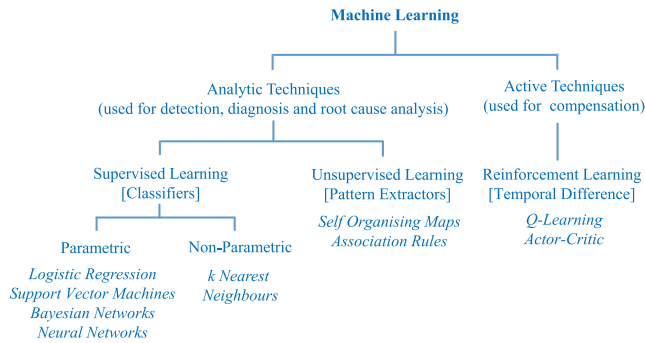 Machine Learning
Analytic Techniques
(used for detection, diagnosis and root cause analysis)
Active Techniques
(used for compensation)
Supervised Learning
[Classifiers]
Unsupervised Learning
[Pattern Extractors]
Self Organising Maps
Association Rules
Reinforcement Learning
[Temporal Difference]
Q-Learning
Actor-Critic
Parametric
Logistic Regression
Support Vector Machines
Bayesian Networks
Neural Networks
Non-Parametric
k Nearest
Neighbours